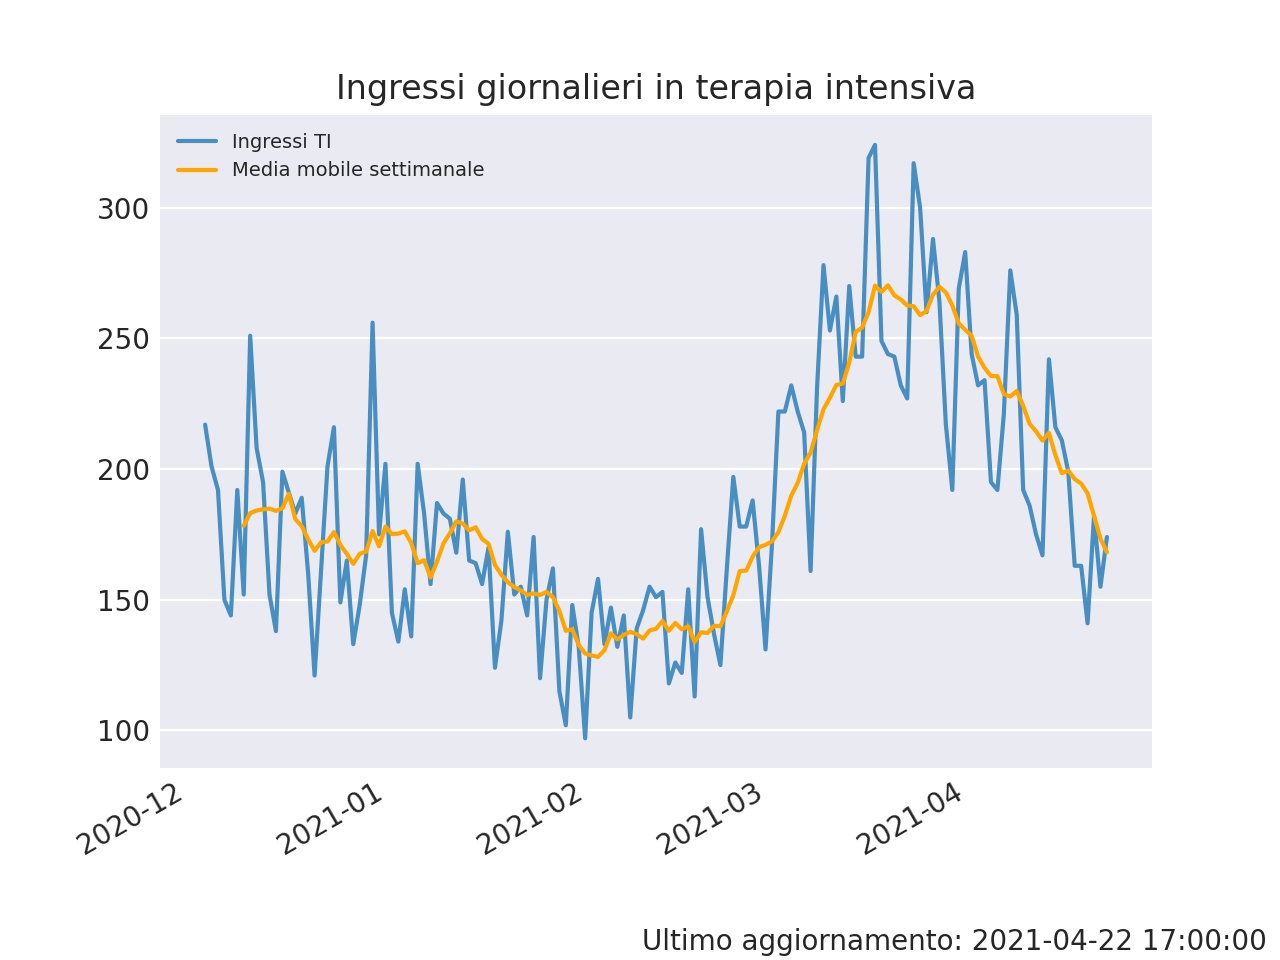 Ingressi giornalieri in terapia intensiva
Ingressi TI
Media mobile settimanale
300
250
200
150
100
2020-12
2021-01
2021-02
2021-03
2021-04
Ultimo aggiornamento: 2021-04-22 17:00:00